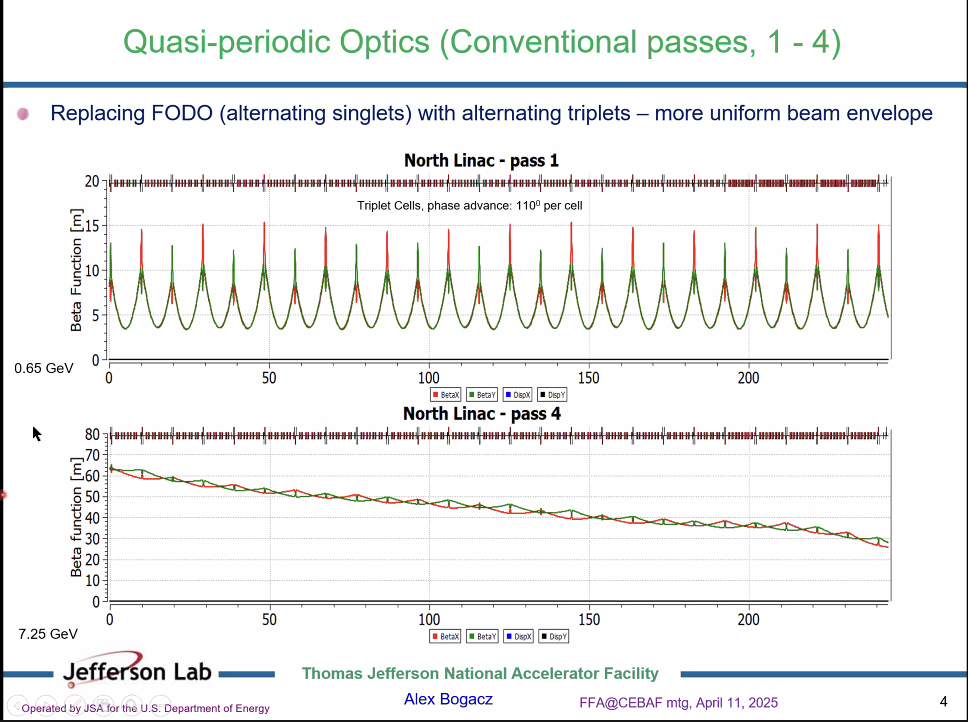 Quasi-periodic Optics (Conventional passes, 1 - 4)
Replacing FODO (alternating singlets) with alternating triplets – more uniform beam envelope
North Linac - pass 1
20
15
10
5
0
Beta Function [m]
Triplet Cells, phase advance: 110⁰ per cell
0.65 GeV
0 50 100 150 200
BetaX BetaY DispX DispY
North Linac - pass 4
80
70
60
50
40
30
20
10
0
Beta function [m]
0 50 100 150 200
7.25 GeV
BetaX BetaY DispX DispY
Jefferson Lab
Thomas Jefferson National Accelerator Facility
Operated by JSA for the U.S. Department of Energy
Alex Bogacz
FFA@CEBAF mtg, April 11, 2025
4